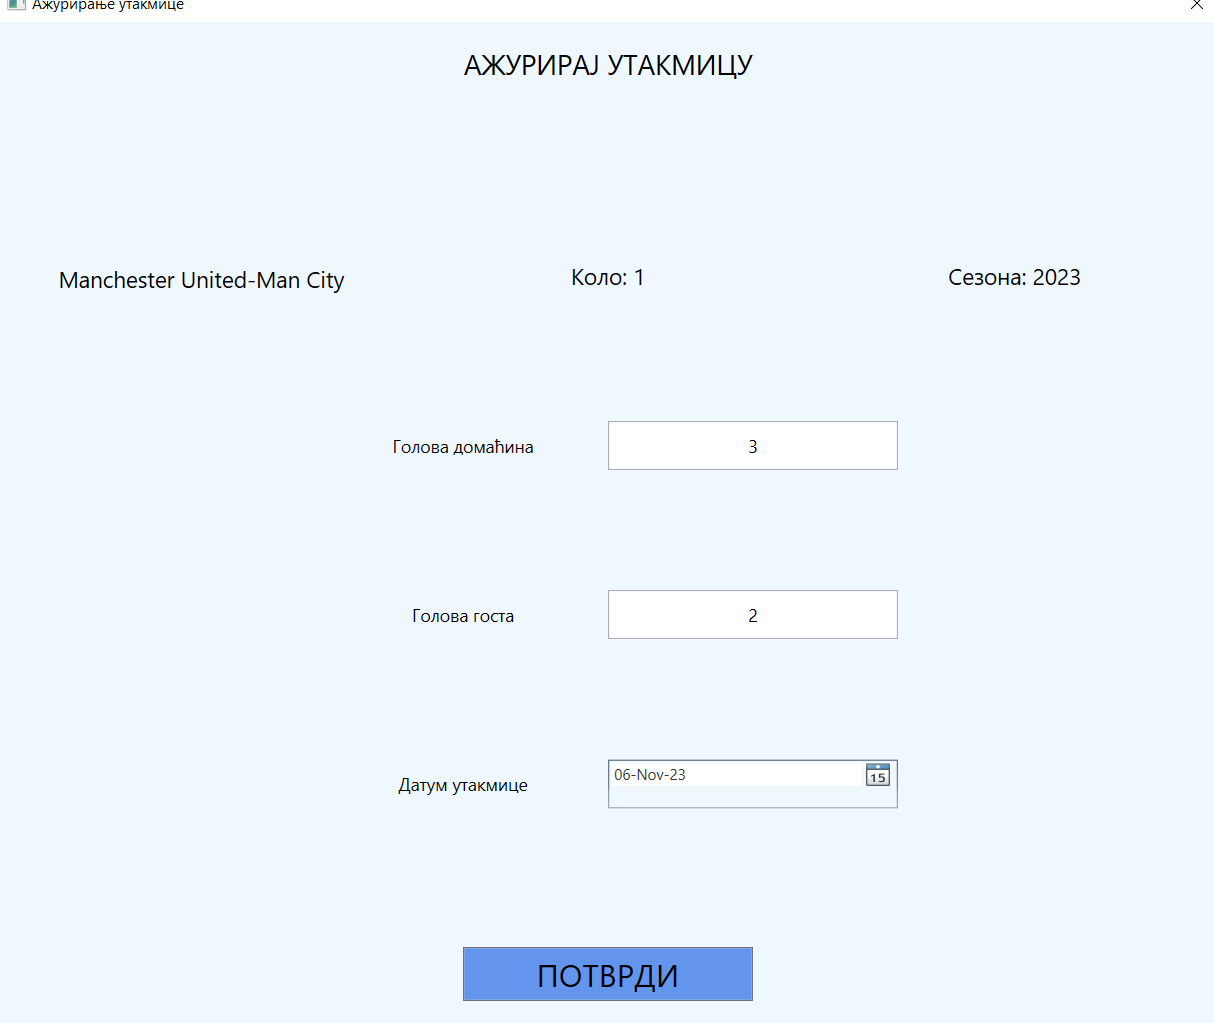 Ажурирање утакмице
АЖУРИРАЈ УТАКМИЦУ
Manchester United-Man City
Коло: 1
Сезона: 2023
Голова домаћина
3
Голова госта
2
Датум утакмице
06-Nov-23
15
ПОТВРДИ